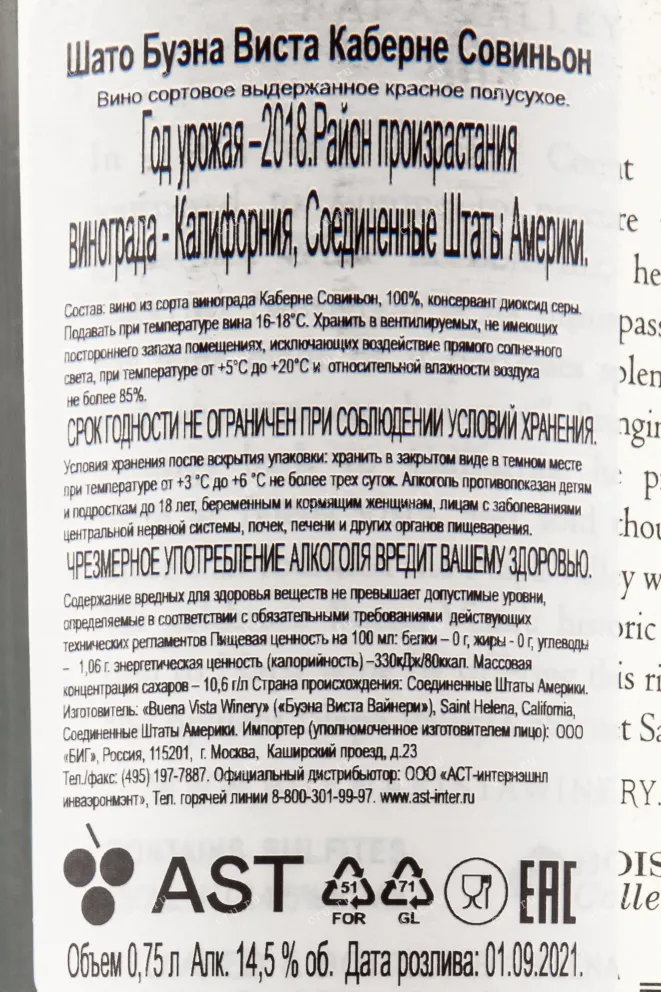 Шато Буэна Виста Каберне Совиньон
Вино сортовое выдержанное красное полусухое.
Год урожая –2018.Район произрастания
винограда - Калифорния, Соединенные Штаты Америки.
Состав: вино из сорта винограда Каберне Совиньон, 100%, консервант диоксид серы.
Подавать при температуре вина 16-18°С. Хранить в вентилируемых, не имеющих
постороннего запаха помещениях, исключающих воздействие прямого солнечного
света, при температуре от +5°С до +20°С и относительной влажности воздуха
не более 85%.
СРОК ГОДНОСТИ НЕ ОГРАНИЧЕН ПРИ СОБЛЮДЕНИИ УСЛОВИЙ ХРАНЕНИЯ.
Условия хранения после вскрытия упаковки: хранить в закрытом виде в темном месте
при температуре от +3 °С до +6 °С не более трех суток. Алкоголь противопоказан детям
и подросткам до 18 лет, беременным и кормящим женщинам, лицам с заболеваниями
центральной нервной системы, почек, печени и других органов пищеварения.
ЧРЕЗМЕРНОЕ УПОТРЕБЛЕНИЕ АЛКОГОЛЯ ВРЕДИТ ВАШЕМУ ЗДОРОВЬЮ.
Содержание вредных для здоровья веществ не превышает допустимые уровни,
определяемые в соответствии с обязательными требованиями действующих
технических регламентов Пищевая ценность на 100 мл: белки – 0 г, жиры - 0 г, углеводы
– 1,06 г. энергетическая ценность (калорийность) –330кДж/80ккал. Массовая
концентрация сахаров – 10,6 г/л Страна происхождения: Соединенные Штаты Америки.
Изготовитель: «Buena Vista Winery» («Буэна Виста Вайнери»), Saint Helena, California,
Соединенные Штаты Америки. Импортер (уполномоченное изготовителем лицо): ООО
«БИГ», Россия, 115201, г. Москва, Каширский проезд, д.23
Тел./факс: (495) 197-7887. Официальный дистрибьютор: ООО «АСТ-интернэшнл
инваэронмэнт», Тел. горячей линии 8-800-301-99-97. www.ast-inter.ru
AST
51
FOR
71
GL
EAC
Объем 0,75 л Алк. 14,5 % об. Дата розлива: 01.09.2021.